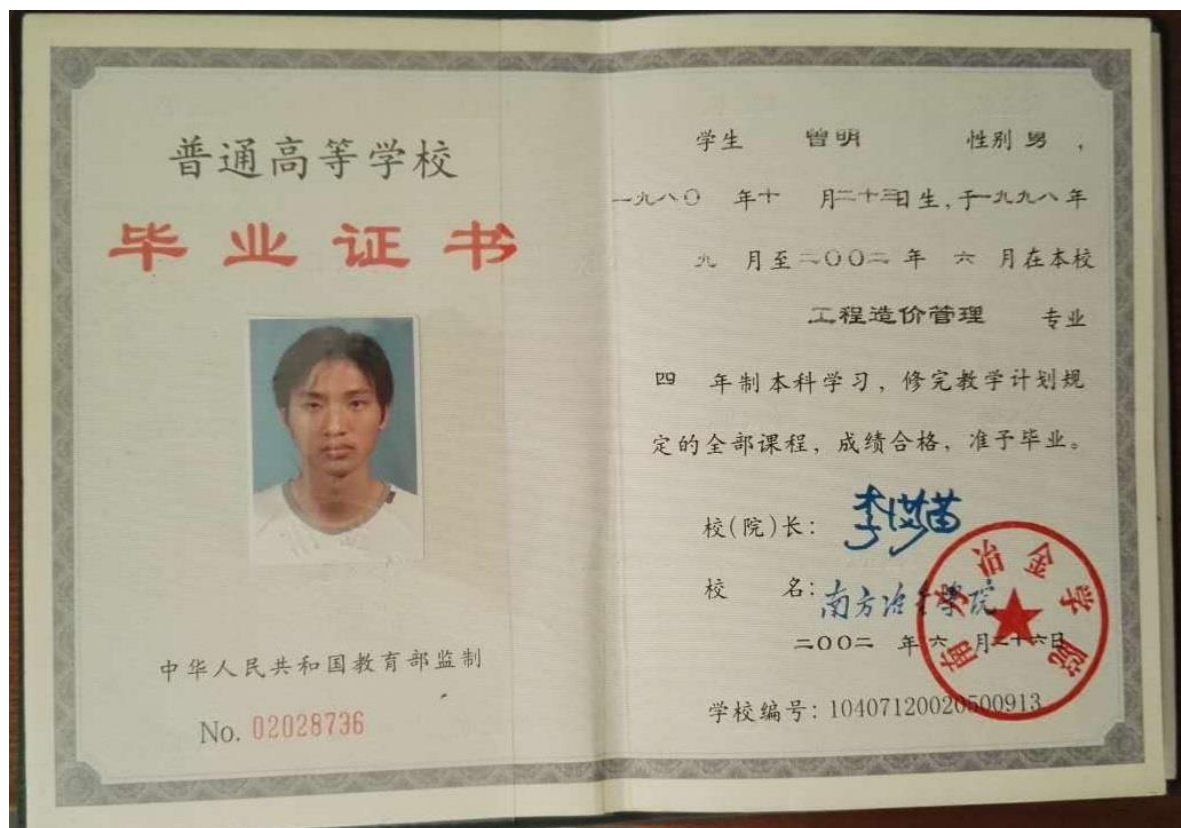 普通高等学校
毕业证书
中华人民共和国教育部监制
No. 02028736
学生 曾明 性别 男，
一九八〇 年十 月二十三日生，于一九九八年
九 月至二〇〇二 年 六 月在本校
工程造价管理 专业
四 年制本科学习，修完教学计划规
定的全部课程，成绩合格，准予毕业。
校(院)长：
校 名：南方冶金学院
二〇〇二 年 六 月二十六日
学校编号：10407120020500913
南方冶金学院